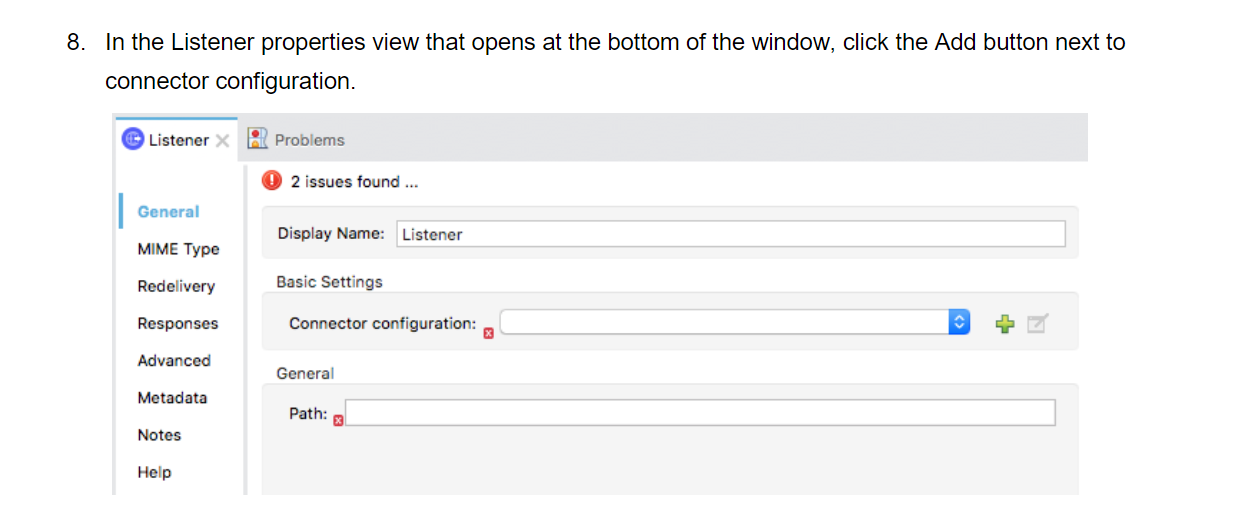 8. In the Listener properties view that opens at the bottom of the window, click the Add button next to
connector configuration.
Listener Problems
2 issues found ...
General
Display Name: Listener
MIME Type
Basic Settings
Redelivery
Responses
Connector configuration:
Advanced
General
Metadata
Path:
Notes
Help